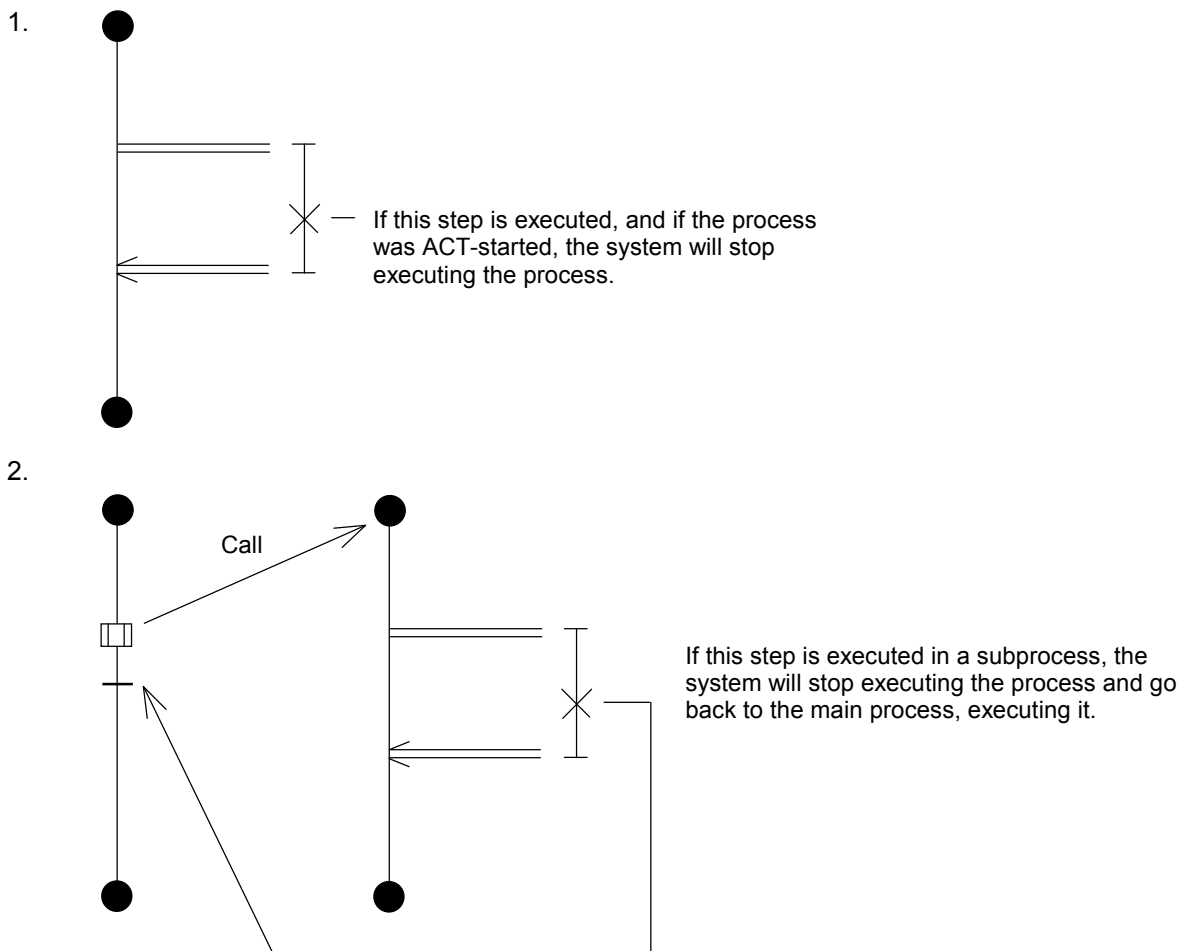 1.
If this step is executed, and if the process
was ACT-started, the system will stop
executing the process.
2.
Call
If this step is executed in a subprocess, the
system will stop executing the process and go
back to the main process, executing it.